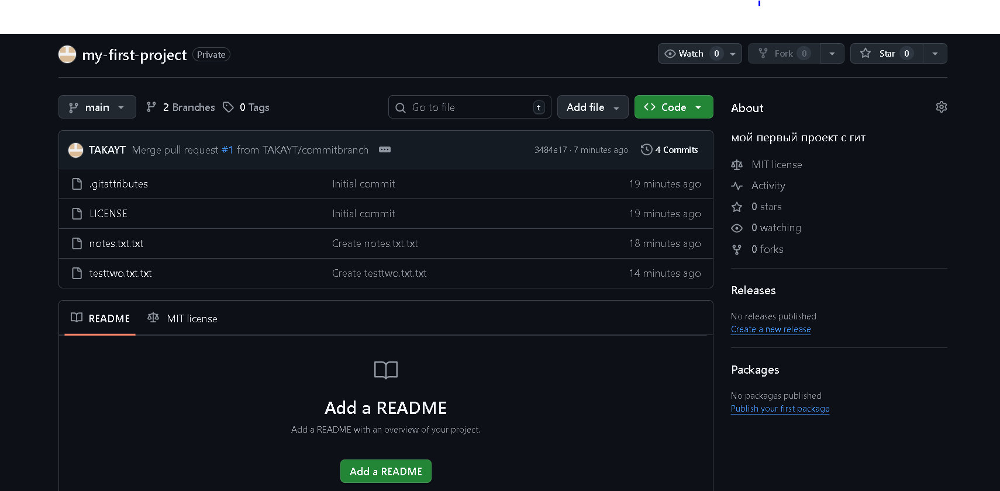 my-first-project Private Watch 0 Fork 0 Star 0
main 2 Branches 0 Tags Go to file t Add file Code
TAKAYT Merge pull request #1 from TAKAYT/commitbranch 3484e17 · 7 minutes ago 4 Commits
.gitattributes Initial commit 19 minutes ago
LICENSE Initial commit 19 minutes ago
notes.txt.txt Create notes.txt.txt 18 minutes ago
testtwo.txt.txt Create testtwo.txt.txt 14 minutes ago
README MIT license
Add a README
Add a README with an overview of your project.
Add a README
About
мой первый проект с гит
MIT license
Activity
0 stars
0 watching
0 forks
Releases
No releases published
Create a new release
Packages
No packages published
Publish your first package